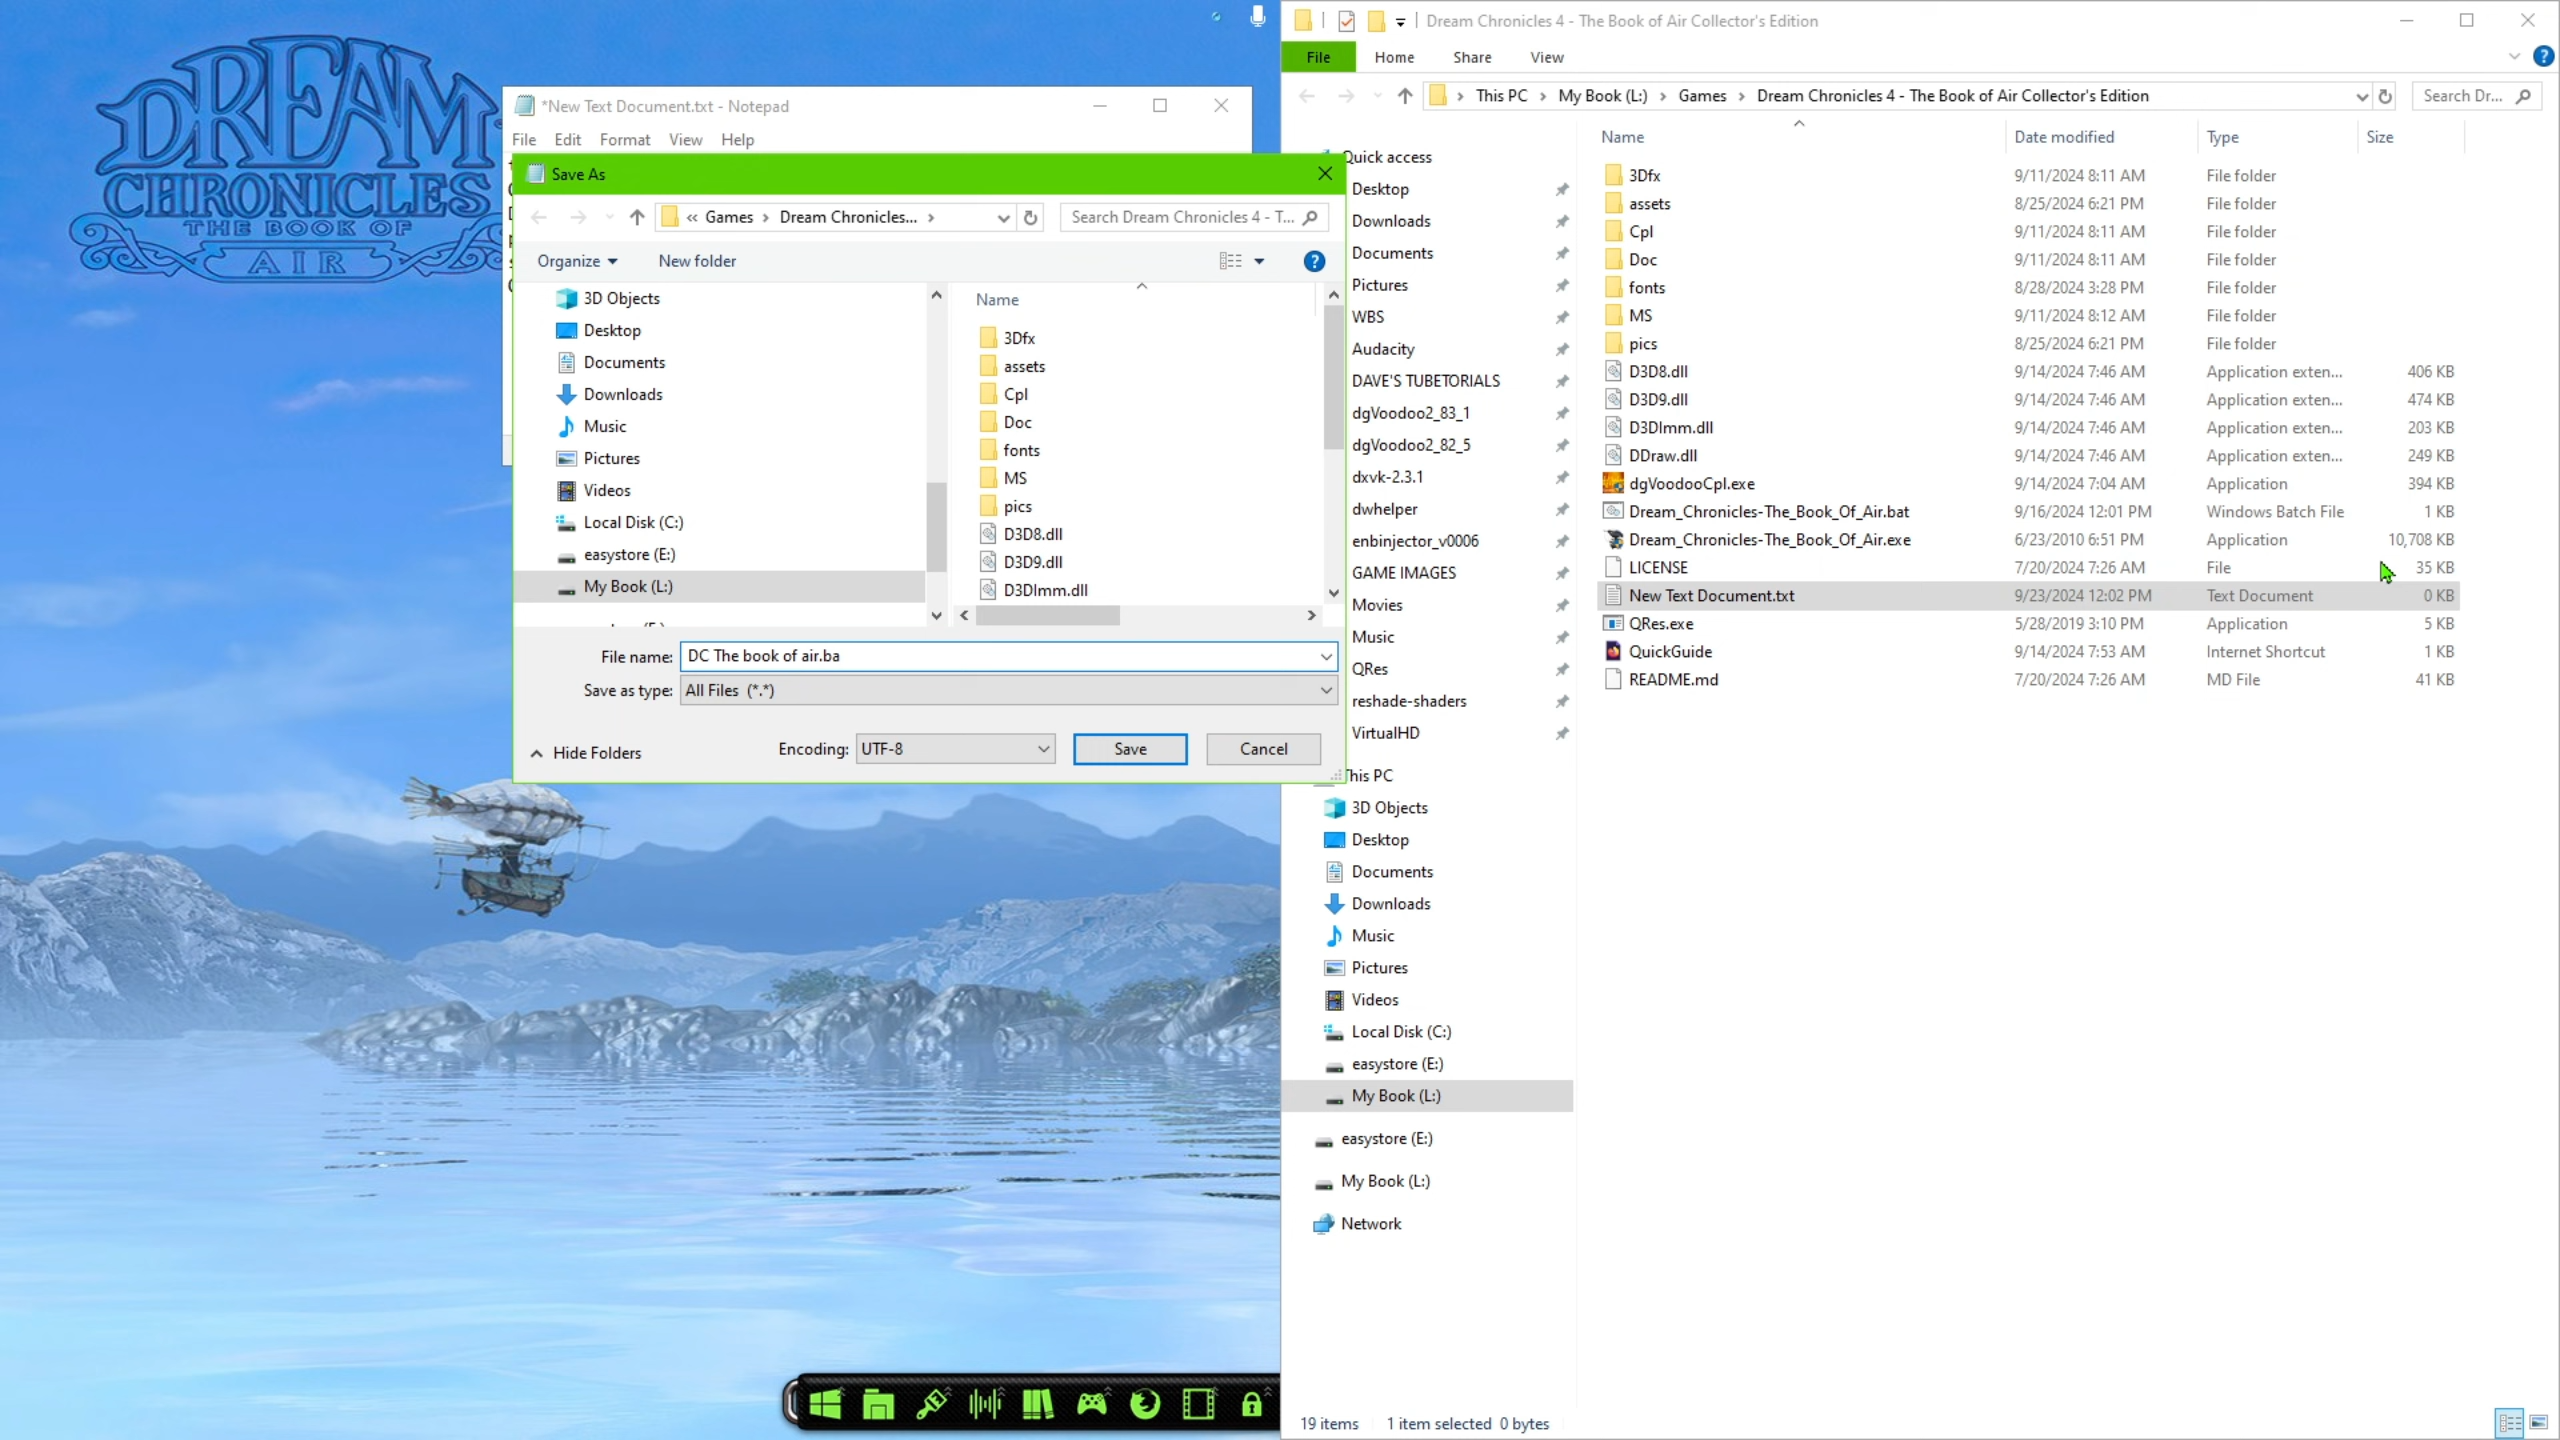 DREAM
CHRONICLES
THE BOOK OF
AIR
*New Text Document.txt - Notepad
File Edit Format View Help
Save As
« Games › Dream Chronicles... ›
Search Dream Chronicles 4 - T...
Organize New folder
3D Objects
Desktop
Documents
Downloads
Music
Pictures
Videos
Local Disk (C:)
easystore (E:)
My Book (L:)
Name
3Dfx
assets
Cpl
Doc
fonts
MS
pics
D3D8.dll
D3D9.dll
D3DImm.dll
File name: DC The book of air.ba
Save as type: All Files (*.*)
Hide Folders Encoding: UTF-8 Save Cancel
Dream Chronicles 4 - The Book of Air Collector's Edition
File Home Share View
› This PC › My Book (L:) › Games › Dream Chronicles 4 - The Book of Air Collector's Edition
Search Dr...
Quick access
Desktop
Downloads
Documents
Pictures
WBS
Audacity
DAVE'S TUBETORIALS
dgVoodoo2_83_1
dgVoodoo2_82_5
dxvk-2.3.1
dwhelper
enbinjector_v0006
GAME IMAGES
Movies
Music
QRes
reshade-shaders
VirtualHD
This PC
3D Objects
Desktop
Documents
Downloads
Music
Pictures
Videos
Local Disk (C:)
easystore (E:)
My Book (L:)
easystore (E:)
My Book (L:)
Network
Name Date modified Type Size
3Dfx 9/11/2024 8:11 AM File folder
assets 8/25/2024 6:21 PM File folder
Cpl 9/11/2024 8:11 AM File folder
Doc 9/11/2024 8:11 AM File folder
fonts 8/28/2024 3:28 PM File folder
MS 9/11/2024 8:12 AM File folder
pics 8/25/2024 6:21 PM File folder
D3D8.dll 9/14/2024 7:46 AM Application exten... 406 KB
D3D9.dll 9/14/2024 7:46 AM Application exten... 474 KB
D3DImm.dll 9/14/2024 7:46 AM Application exten... 203 KB
DDraw.dll 9/14/2024 7:46 AM Application exten... 249 KB
dgVoodooCpl.exe 9/14/2024 7:04 AM Application 394 KB
Dream_Chronicles-The_Book_Of_Air.bat 9/16/2024 12:01 PM Windows Batch File 1 KB
Dream_Chronicles-The_Book_Of_Air.exe 6/23/2010 6:51 PM Application 10,708 KB
LICENSE 7/20/2024 7:26 AM File 35 KB
New Text Document.txt 9/23/2024 12:02 PM Text Document 0 KB
QRes.exe 5/28/2019 3:10 PM Application 5 KB
QuickGuide 9/14/2024 7:53 AM Internet Shortcut 1 KB
README.md 7/20/2024 7:26 AM MD File 41 KB
19 items 1 item selected 0 bytes